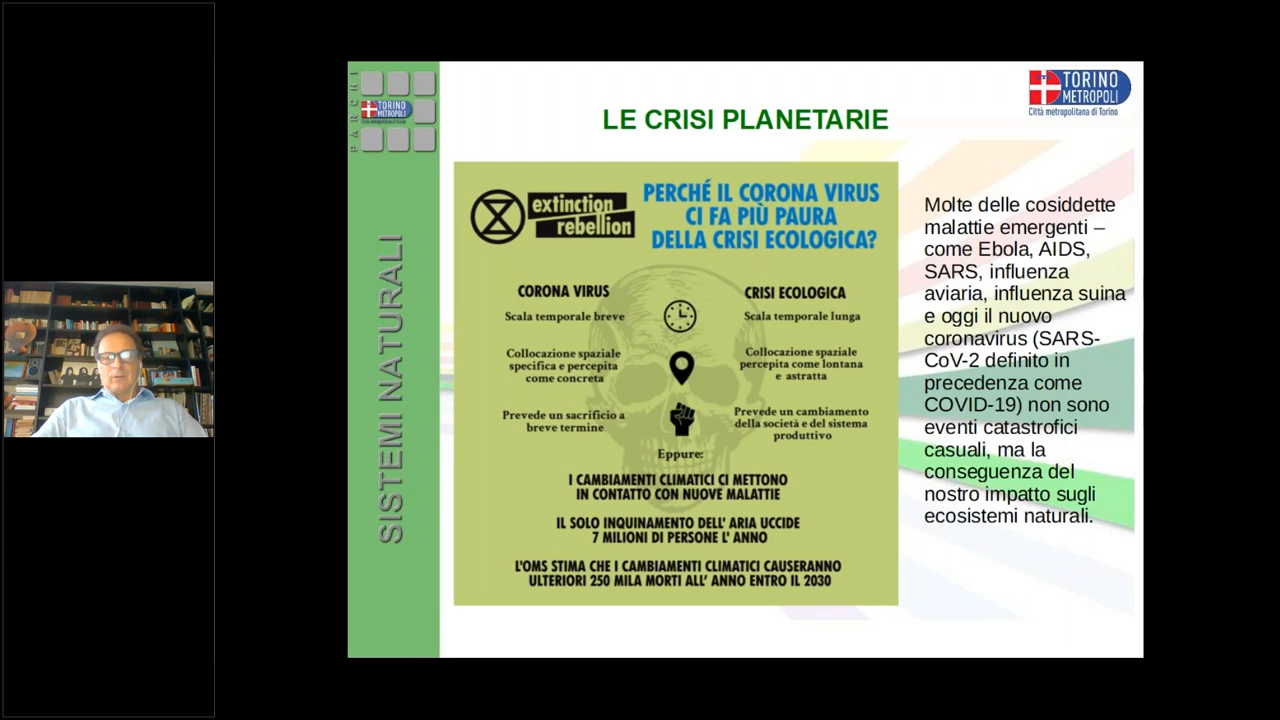 PARCHI
TORINO
METROPOLI
SISTEMI NATURALI
TORINO
METROPOLI
Città metropolitana di Torino
LE CRISI PLANETARIE
extinction
rebellion
PERCHÉ IL CORONA VIRUS
CI FA PIÙ PAURA
DELLA CRISI ECOLOGICA?
CORONA VIRUS
Scala temporale breve
Collocazione spaziale
specifica e percepita
come concreta
Prevede un sacrificio a
breve termine
CRISI ECOLOGICA
Scala temporale lunga
Collocazione spaziale
percepita come lontana
e astratta
Prevede un cambiamento
della società e del sistema
produttivo
Eppure:
I CAMBIAMENTI CLIMATICI CI METTONO
IN CONTATTO CON NUOVE MALATTIE
IL SOLO INQUINAMENTO DELL' ARIA UCCIDE
7 MILIONI DI PERSONE L' ANNO
L'OMS STIMA CHE I CAMBIAMENTI CLIMATICI CAUSERANNO
ULTERIORI 250 MILA MORTI ALL' ANNO ENTRO IL 2030
Molte delle cosiddette
malattie emergenti –
come Ebola, AIDS,
SARS, influenza
aviaria, influenza suina
e oggi il nuovo
coronavirus (SARS-
CoV-2 definito in
precedenza come
COVID-19) non sono
eventi catastrofici
casuali, ma la
conseguenza del
nostro impatto sugli
ecosistemi naturali.